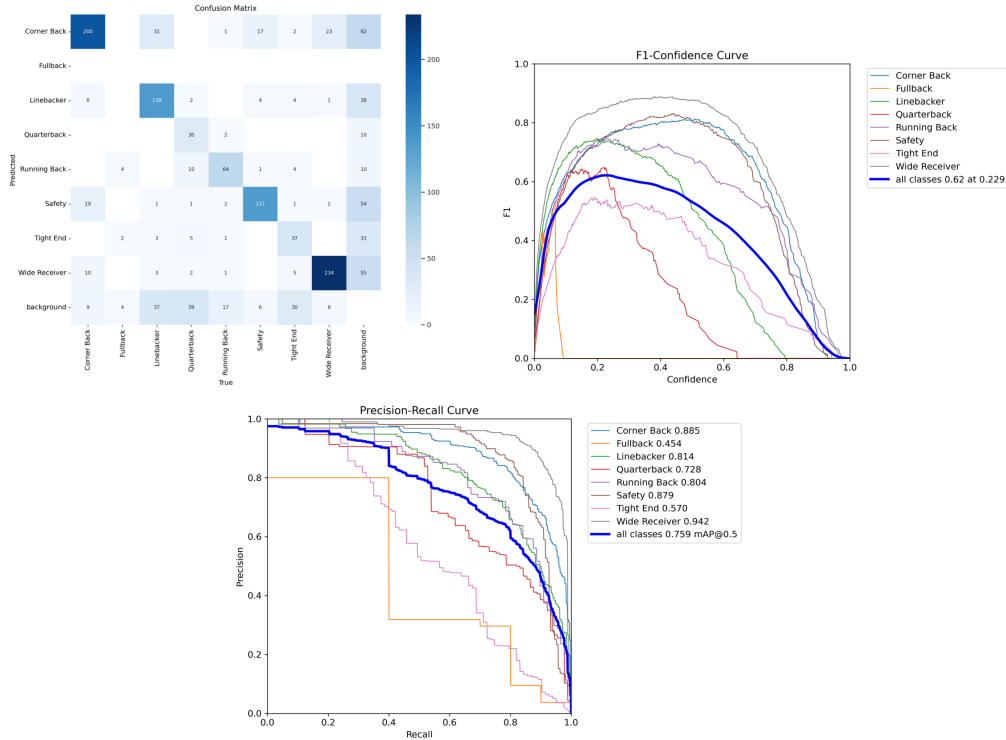 Confusion Matrix
Corner Back 200 31 1 17 2 23 62
Fullback
Linebacker 6 138 2 4 4 1 38
Quarterback 30 2 10
Running Back 4 10 64 1 4 10
Safety 19 1 1 2 137 1 1 54
Tight End 2 3 5 1 37 33
Wide Receiver 10 3 2 1 5 234 55
background 9 4 37 39 17 6 30 6
Predicted
Corner Back Fullback Linebacker Quarterback Running Back Safety Tight End Wide Receiver background
True
200
150
100
50
0
F1-Confidence Curve
1.0
0.8
0.6
0.4
0.2
0.0
F1
0.0 0.2 0.4 0.6 0.8 1.0
Confidence
Corner Back
Fullback
Linebacker
Quarterback
Running Back
Safety
Tight End
Wide Receiver
all classes 0.62 at 0.229
Precision-Recall Curve
1.0
0.8
0.6
0.4
0.2
0.0
Precision
0.0 0.2 0.4 0.6 0.8 1.0
Recall
Corner Back 0.885
Fullback 0.454
Linebacker 0.814
Quarterback 0.728
Running Back 0.804
Safety 0.879
Tight End 0.570
Wide Receiver 0.942
all classes 0.759 mAP@0.5